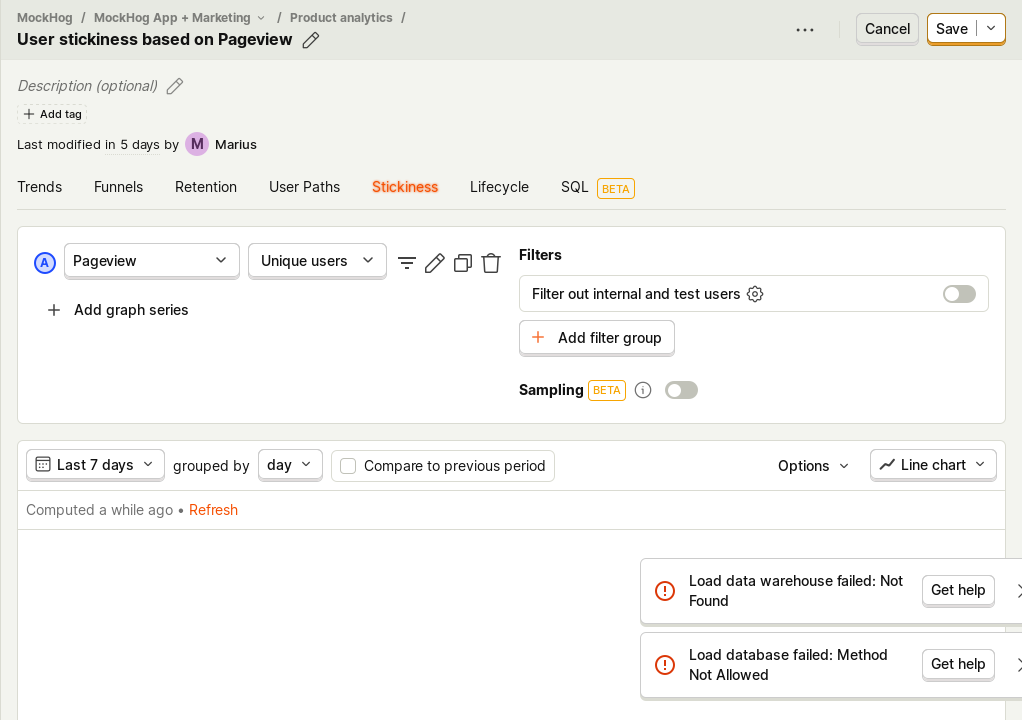 MockHog / MockHog App + Marketing / Product analytics /
User stickiness based on Pageview
Cancel
Save
Description (optional)
Add tag
Last modified in 5 days by M Marius
Trends Funnels Retention User Paths Stickiness Lifecycle SQL BETA
A Pageview Unique users
Add graph series
Filters
Filter out internal and test users
Add filter group
Sampling BETA
Last 7 days grouped by day Compare to previous period Options Line chart
Computed a while ago • Refresh
Load data warehouse failed: Not
Found
Get help
Load database failed: Method
Not Allowed
Get help